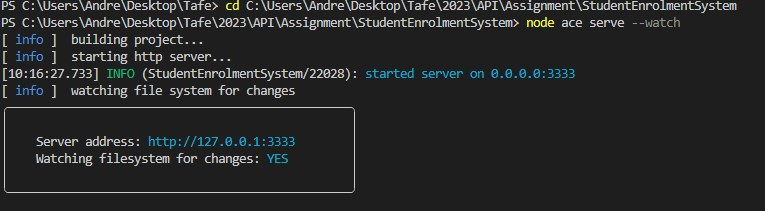 PS C:\Users\Andre\Desktop\Tafe> cd C:\Users\Andre\Desktop\Tafe\2023\API\Assignment\StudentEnrolmentSystem
PS C:\Users\Andre\Desktop\Tafe\2023\API\Assignment\StudentEnrolmentSystem> node ace serve --watch
[ info ]  building project...
[ info ]  starting http server...
[10:16:27.733] INFO (StudentEnrolmentSystem/22028): started server on 0.0.0.0:3333
[ info ]  watching file system for changes
Server address: http://127.0.0.1:3333
Watching filesystem for changes: YES